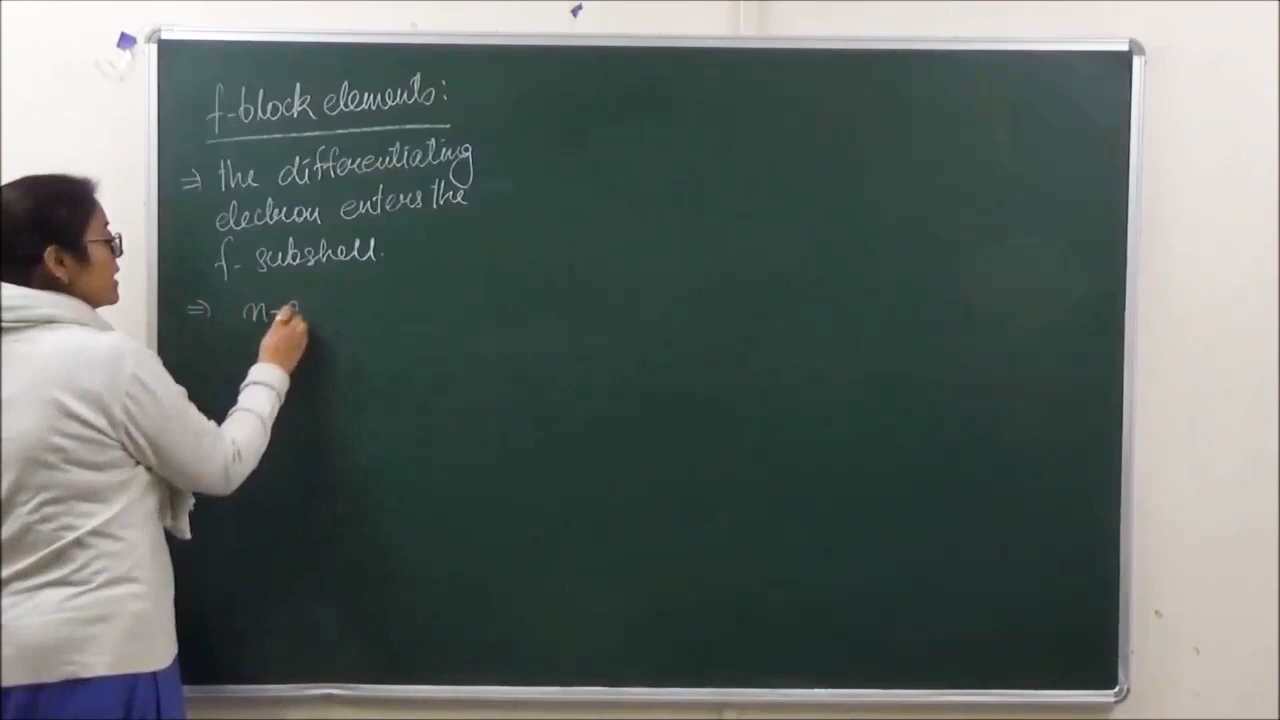 f-block elements:
⇒ the differentiating
electron enters the
f- subshell.
⇒ n-